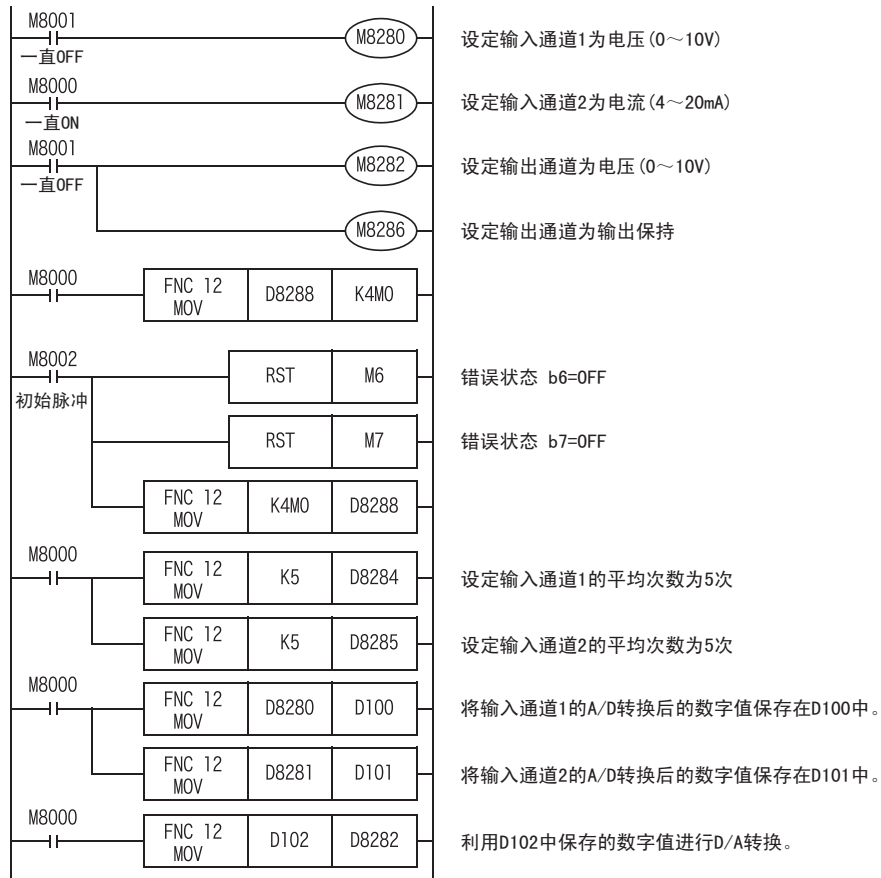 M8001
一直OFF
M8280
设定输入通道1为电压(0～10V)
M8000
一直ON
M8281
设定输入通道2为电流(4～20mA)
M8001
一直OFF
M8282
设定输出通道为电压(0～10V)
M8286
设定输出通道为输出保持
M8000
FNC 12
MOV
D8288
K4M0
M8002
初始脉冲
RST
M6
错误状态 b6=OFF
RST
M7
错误状态 b7=OFF
FNC 12
MOV
K4M0
D8288
M8000
FNC 12
MOV
K5
D8284
设定输入通道1的平均次数为5次
FNC 12
MOV
K5
D8285
设定输入通道2的平均次数为5次
M8000
FNC 12
MOV
D8280
D100
将输入通道1的A/D转换后的数字值保存在D100中。
FNC 12
MOV
D8281
D101
将输入通道2的A/D转换后的数字值保存在D101中。
M8000
FNC 12
MOV
D102
D8282
利用D102中保存的数字值进行D/A转换。